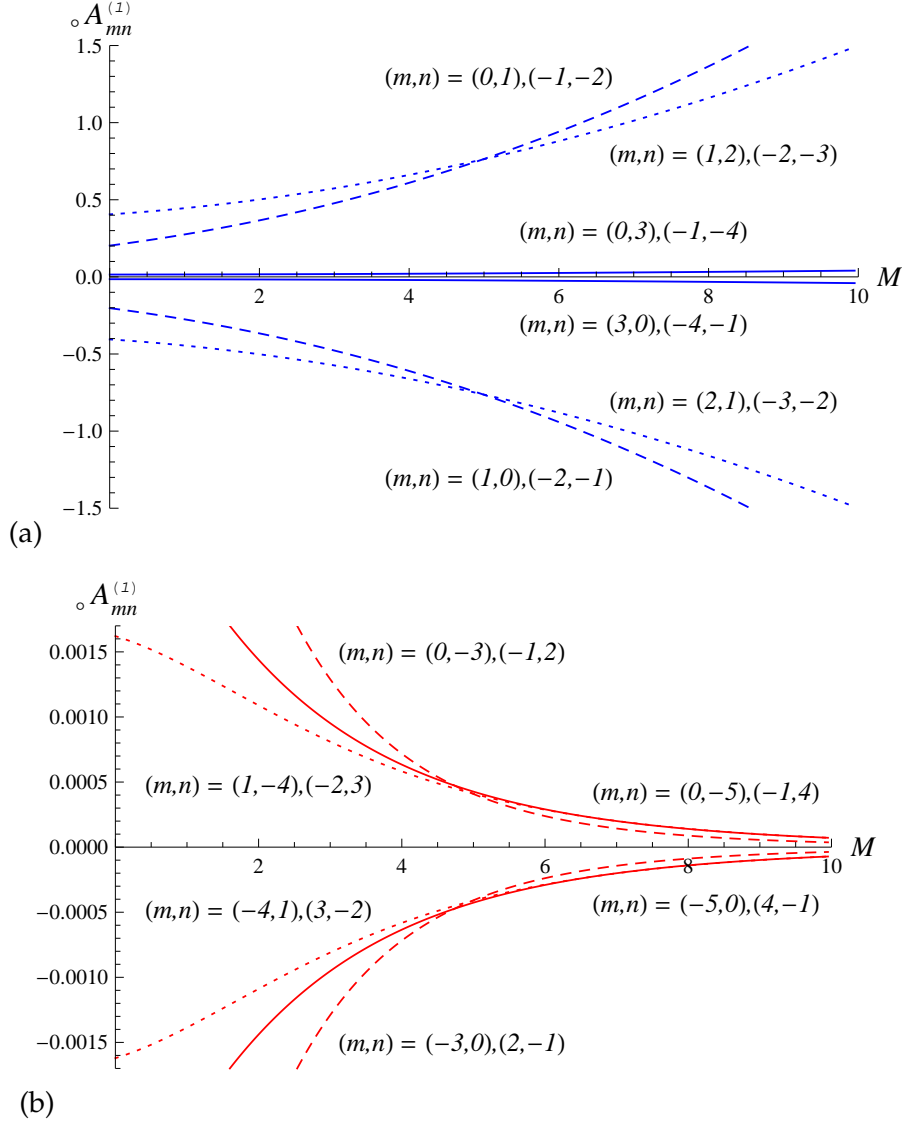 ∘ A_{mn}^{(1)}
1.5
(m,n) = (0,1),(-1,-2)
1.0
(m,n) = (1,2),(-2,-3)
0.5
(m,n) = (0,3),(-1,-4)
0.0
2 4 6 8 10 M
(m,n) = (3,0),(-4,-1)
−0.5
(m,n) = (2,1),(-3,-2)
−1.0
(m,n) = (1,0),(-2,-1)
−1.5
(a)
∘ A_{mn}^{(1)}
0.0015
(m,n) = (0,-3),(-1,2)
0.0010
0.0005
(m,n) = (1,-4),(-2,3) (m,n) = (0,-5),(-1,4)
0.0000
2 4 6 8 10 M
(m,n) = (-4,1),(3,-2) (m,n) = (-5,0),(4,-1)
−0.0005
−0.0010
−0.0015
(m,n) = (-3,0),(2,-1)
(b)